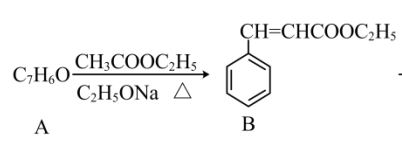 CH=CHCOOC₂H₅
C₇H₆O
CH₃COOC₂H₅
C₂H₅ONa △
A
B